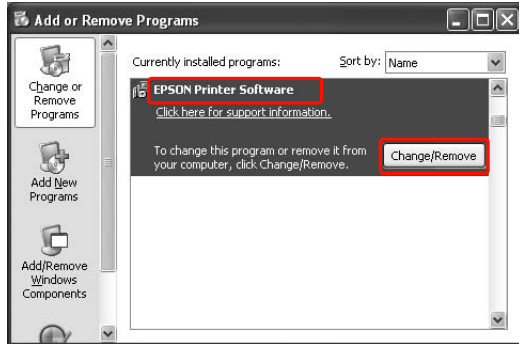 Add or Remove Programs
Change or
Remove
Programs
Add New
Programs
Add/Remove
Windows
Components
Currently installed programs:
Sort by: Name
EPSON Printer Software
Click here for support information.
To change this program or remove it from
your computer, click Change/Remove.
Change/Remove